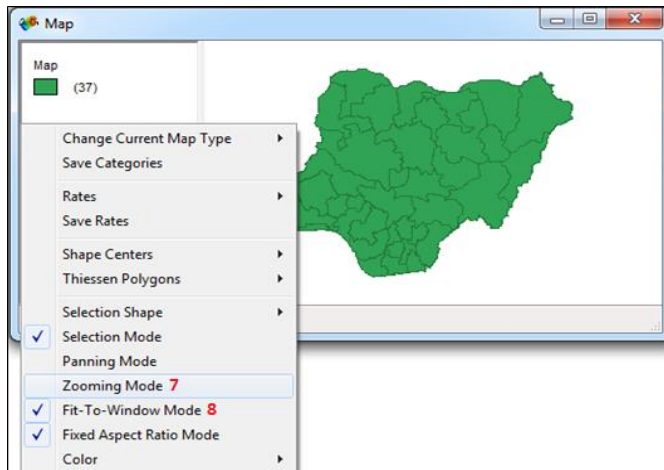 Map
Map
(37)
Change Current Map Type
Save Categories
Rates
Save Rates
Shape Centers
Thiessen Polygons
Selection Shape
Selection Mode
Panning Mode
Zooming Mode 7
Fit-To-Window Mode 8
Fixed Aspect Ratio Mode
Color